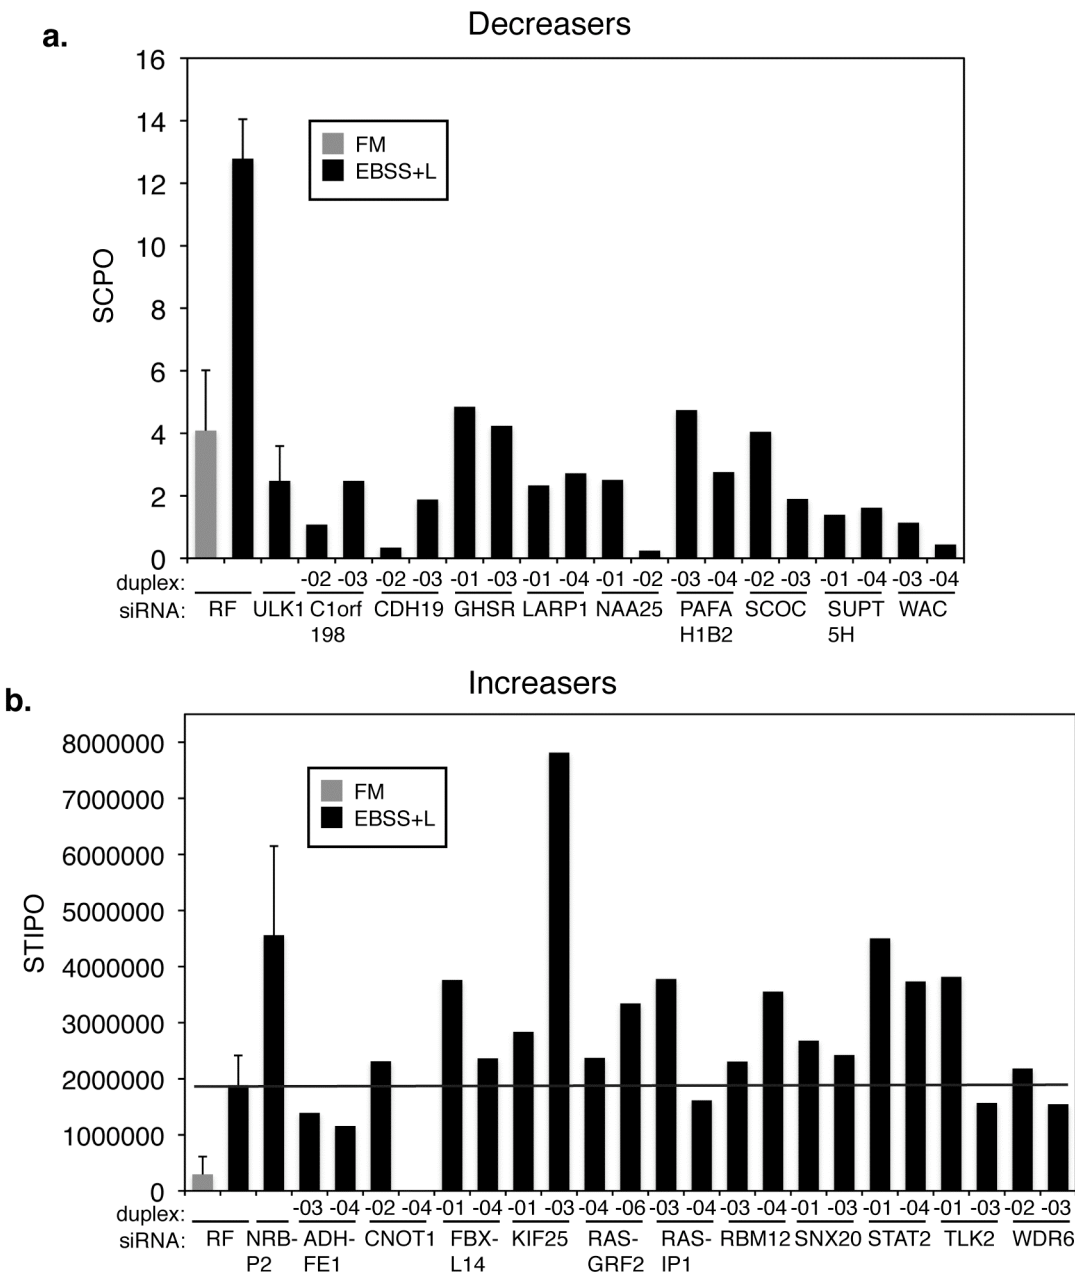 a.
Decreasers
16
14
12
10
8
6
4
2
0
SCPO
FM
EBSS+L
duplex: -02 -03 -02 -03 -01 -03 -01 -04 -01 -02 -03 -04 -02 -03 -01 -04 -03 -04
siRNA: RF ULK1 C1orf CDH19 GHSR LARP1 NAA25 PAFA SCOC SUPT WAC
198 H1B2 5H
b.
Increasers
8000000
7000000
6000000
5000000
4000000
3000000
2000000
1000000
0
STIPO
FM
EBSS+L
duplex: -03 -04 -02 -04 -01 -04 -01 -03 -04 -06 -03 -04 -03 -04 -01 -03 -01 -04 -01 -03 -02 -03
siRNA: RF NRB- ADH- CNOT1 FBX- KIF25 RAS- RAS- RBM12 SNX20 STAT2 TLK2 WDR6
P2 FE1 L14 GRF2 IP1